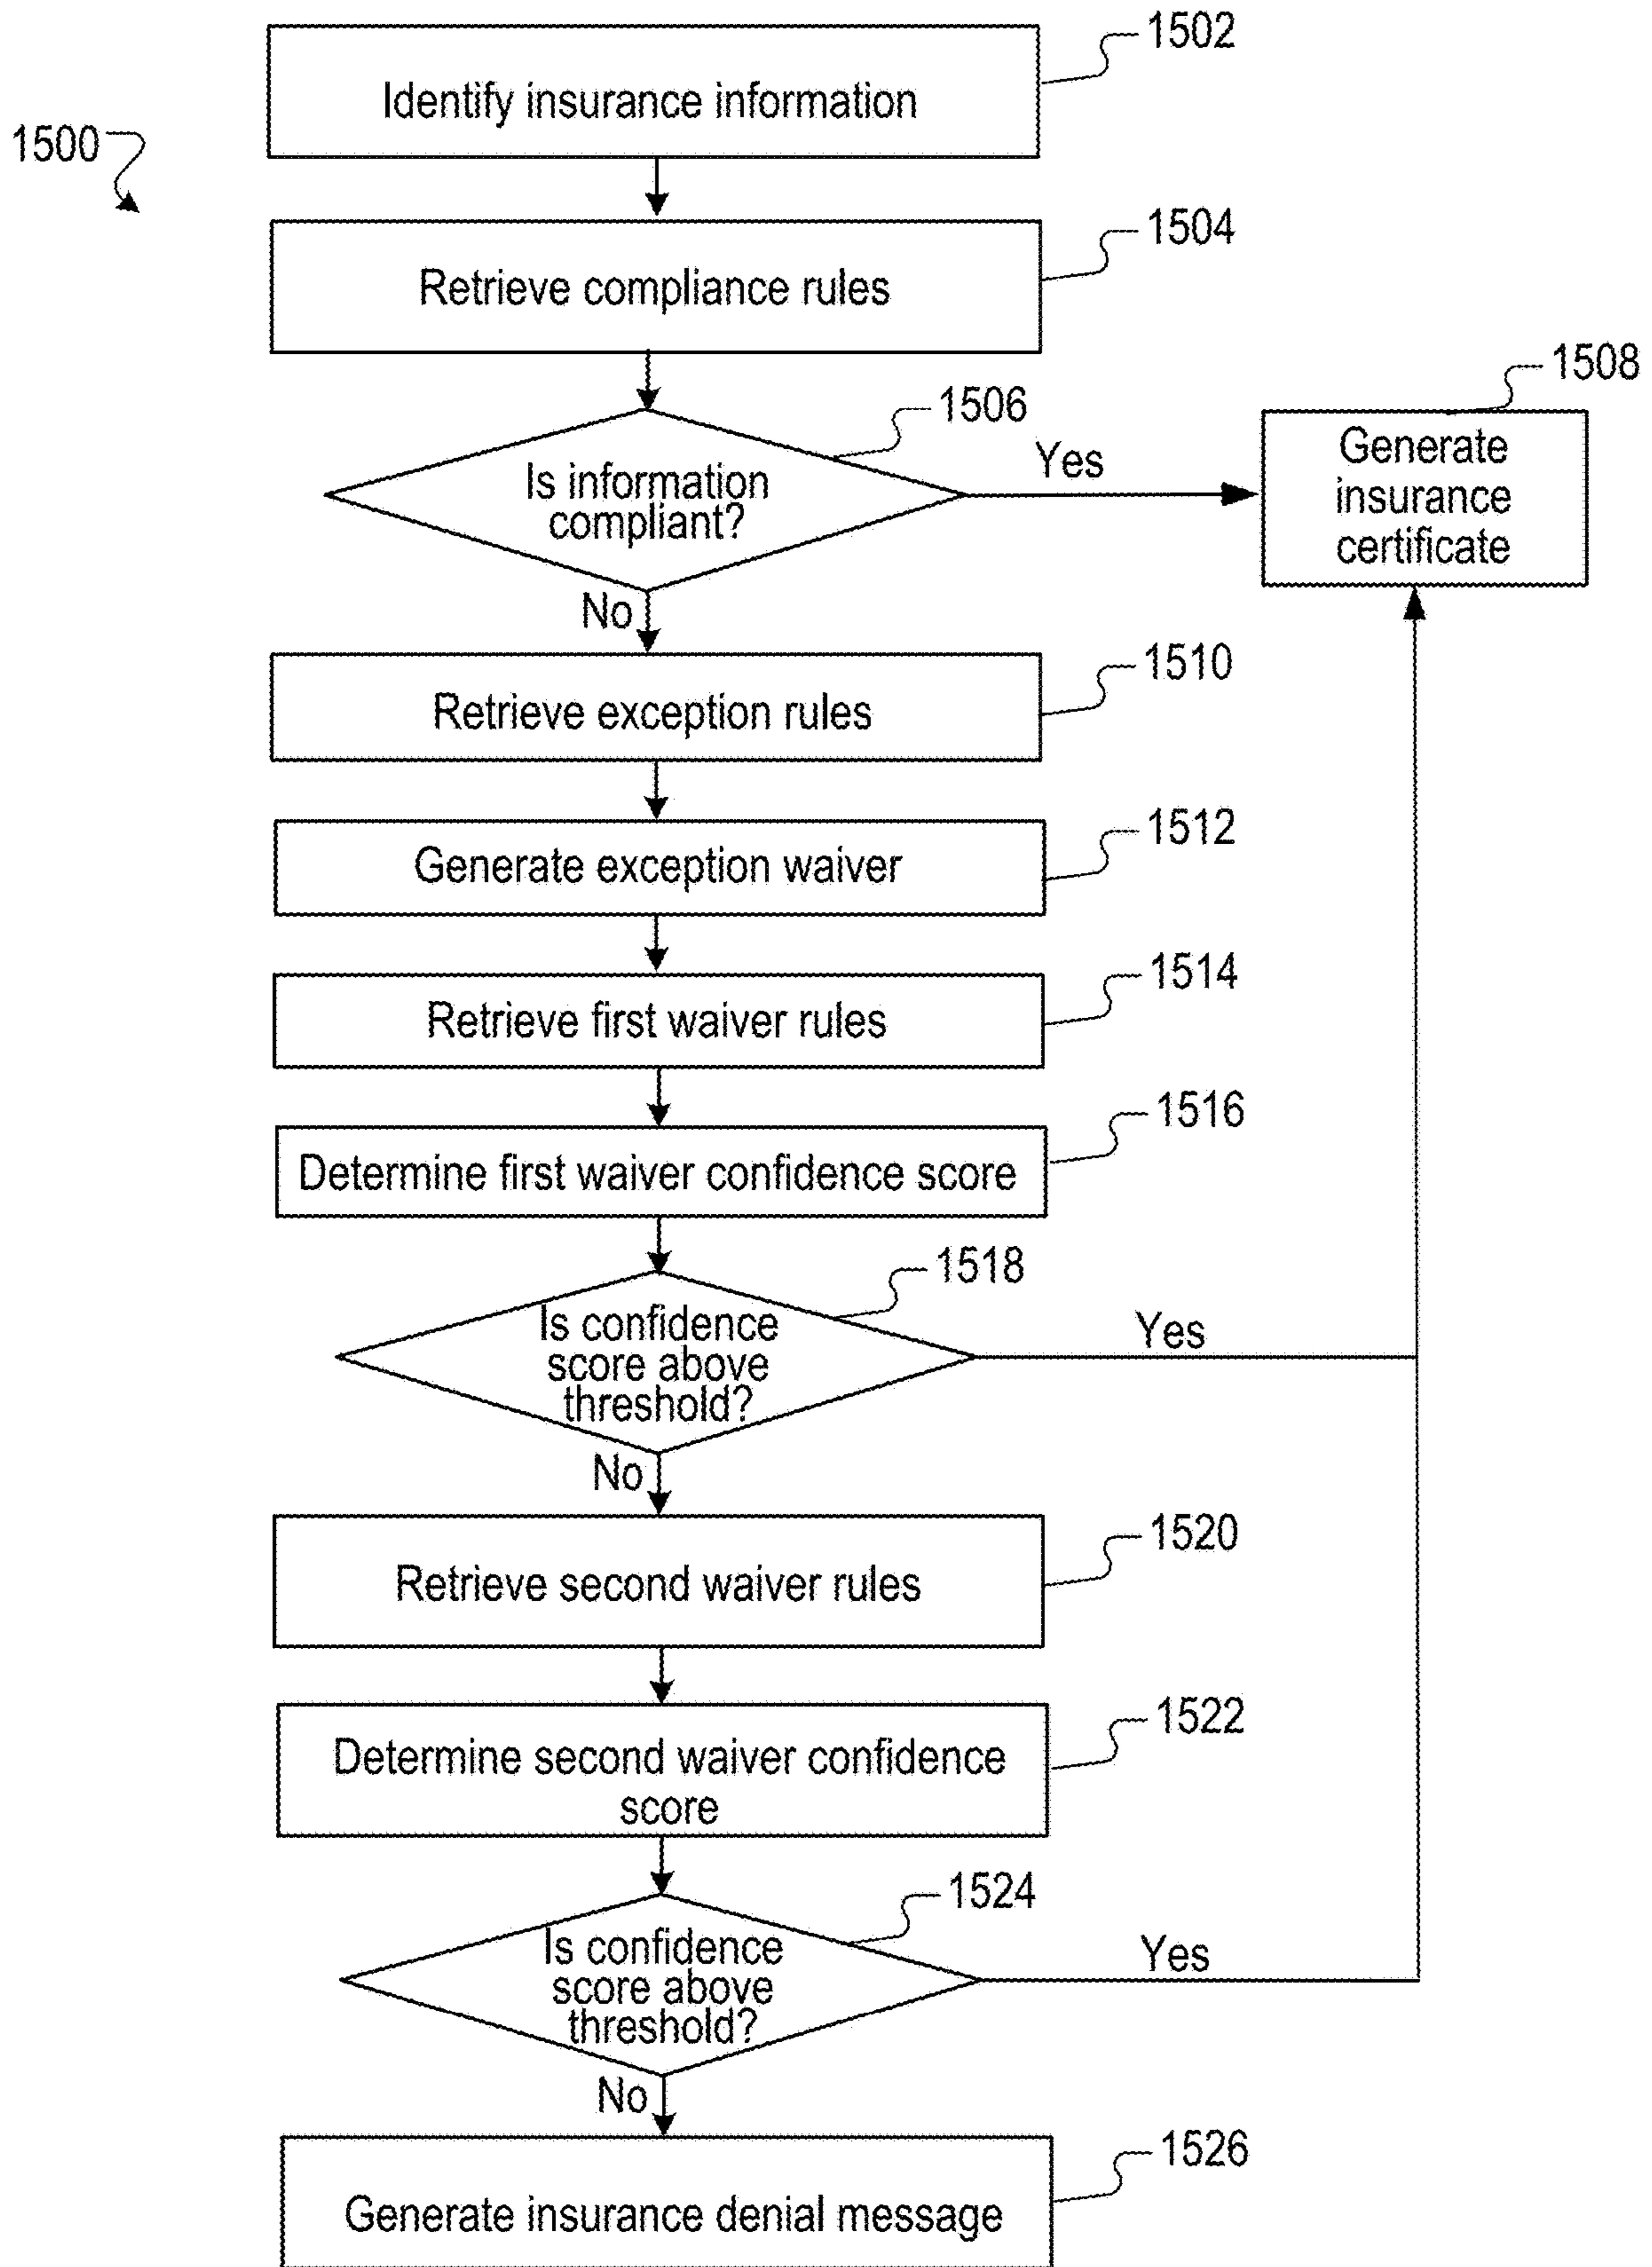 1500
1502
Identify insurance information
1504
Retrieve compliance rules
1506
Is information
compliant?
Yes
1508
Generate
insurance
certificate
No
1510
Retrieve exception rules
1512
Generate exception waiver
1514
Retrieve first waiver rules
1516
Determine first waiver confidence score
1518
Is confidence
score above
threshold?
Yes
No
1520
Retrieve second waiver rules
1522
Determine second waiver confidence
score
1524
Is confidence
score above
threshold?
Yes
No
1526
Generate insurance denial message